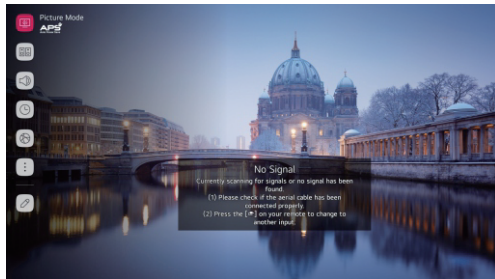 Picture Mode
APS
No Signal
Currently scanning for signals or no signal has been
found.
(1) Please check if the aerial cable has been
connected properly.
(2) Press the [ ] on your remote to change to
another input.